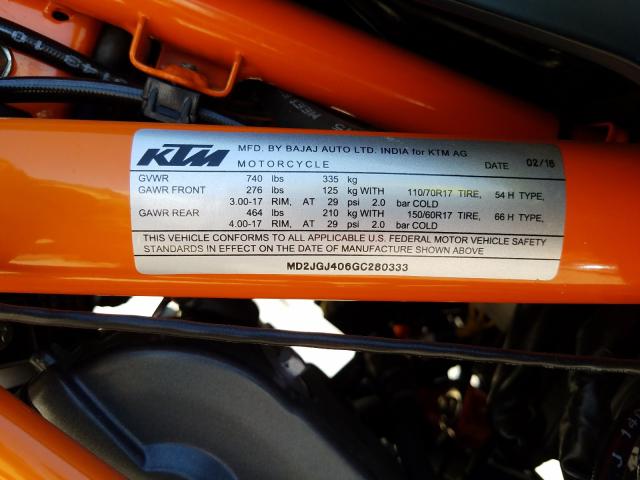 KTM MFD. BY BAJAJ AUTO LTD. INDIA for KTM AG
MOTORCYCLE DATE 02/16
GVWR 740 lbs 335 kg
GAWR FRONT 276 lbs 125 kg WITH 110/70R17 TIRE, 54 H TYPE,
3.00-17 RIM, AT 29 psi 2.0 bar COLD
GAWR REAR 464 lbs 210 kg WITH 150/60R17 TIRE, 66 H TYPE,
4.00-17 RIM, AT 29 psi 2.0 bar COLD
THIS VEHICLE CONFORMS TO ALL APPLICABLE U.S. FEDERAL MOTOR VEHICLE SAFETY
STANDARDS IN EFFECT ON THE DATE OF MANUFACTURE SHOWN ABOVE
MD2JGJ406GC280333